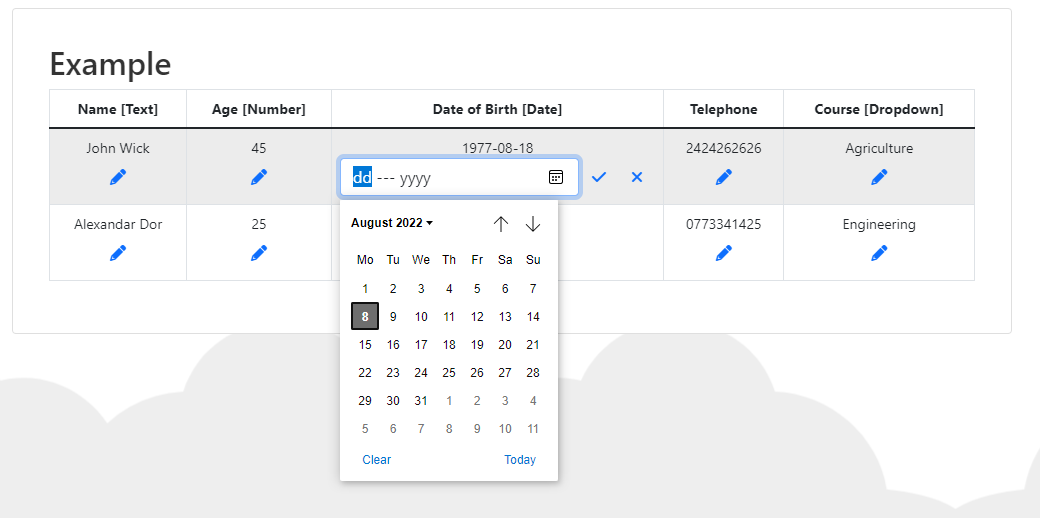 Example
Name [Text] Age [Number] Date of Birth [Date] Telephone Course [Dropdown]
John Wick 45 1977-08-18 2424262626 Agriculture
dd --- yyyy
Alexandar Dor 25 0773341425 Engineering
August 2022
Mo Tu We Th Fr Sa Su
1 2 3 4 5 6 7
8 9 10 11 12 13 14
15 16 17 18 19 20 21
22 23 24 25 26 27 28
29 30 31 1 2 3 4
5 6 7 8 9 10 11
Clear Today